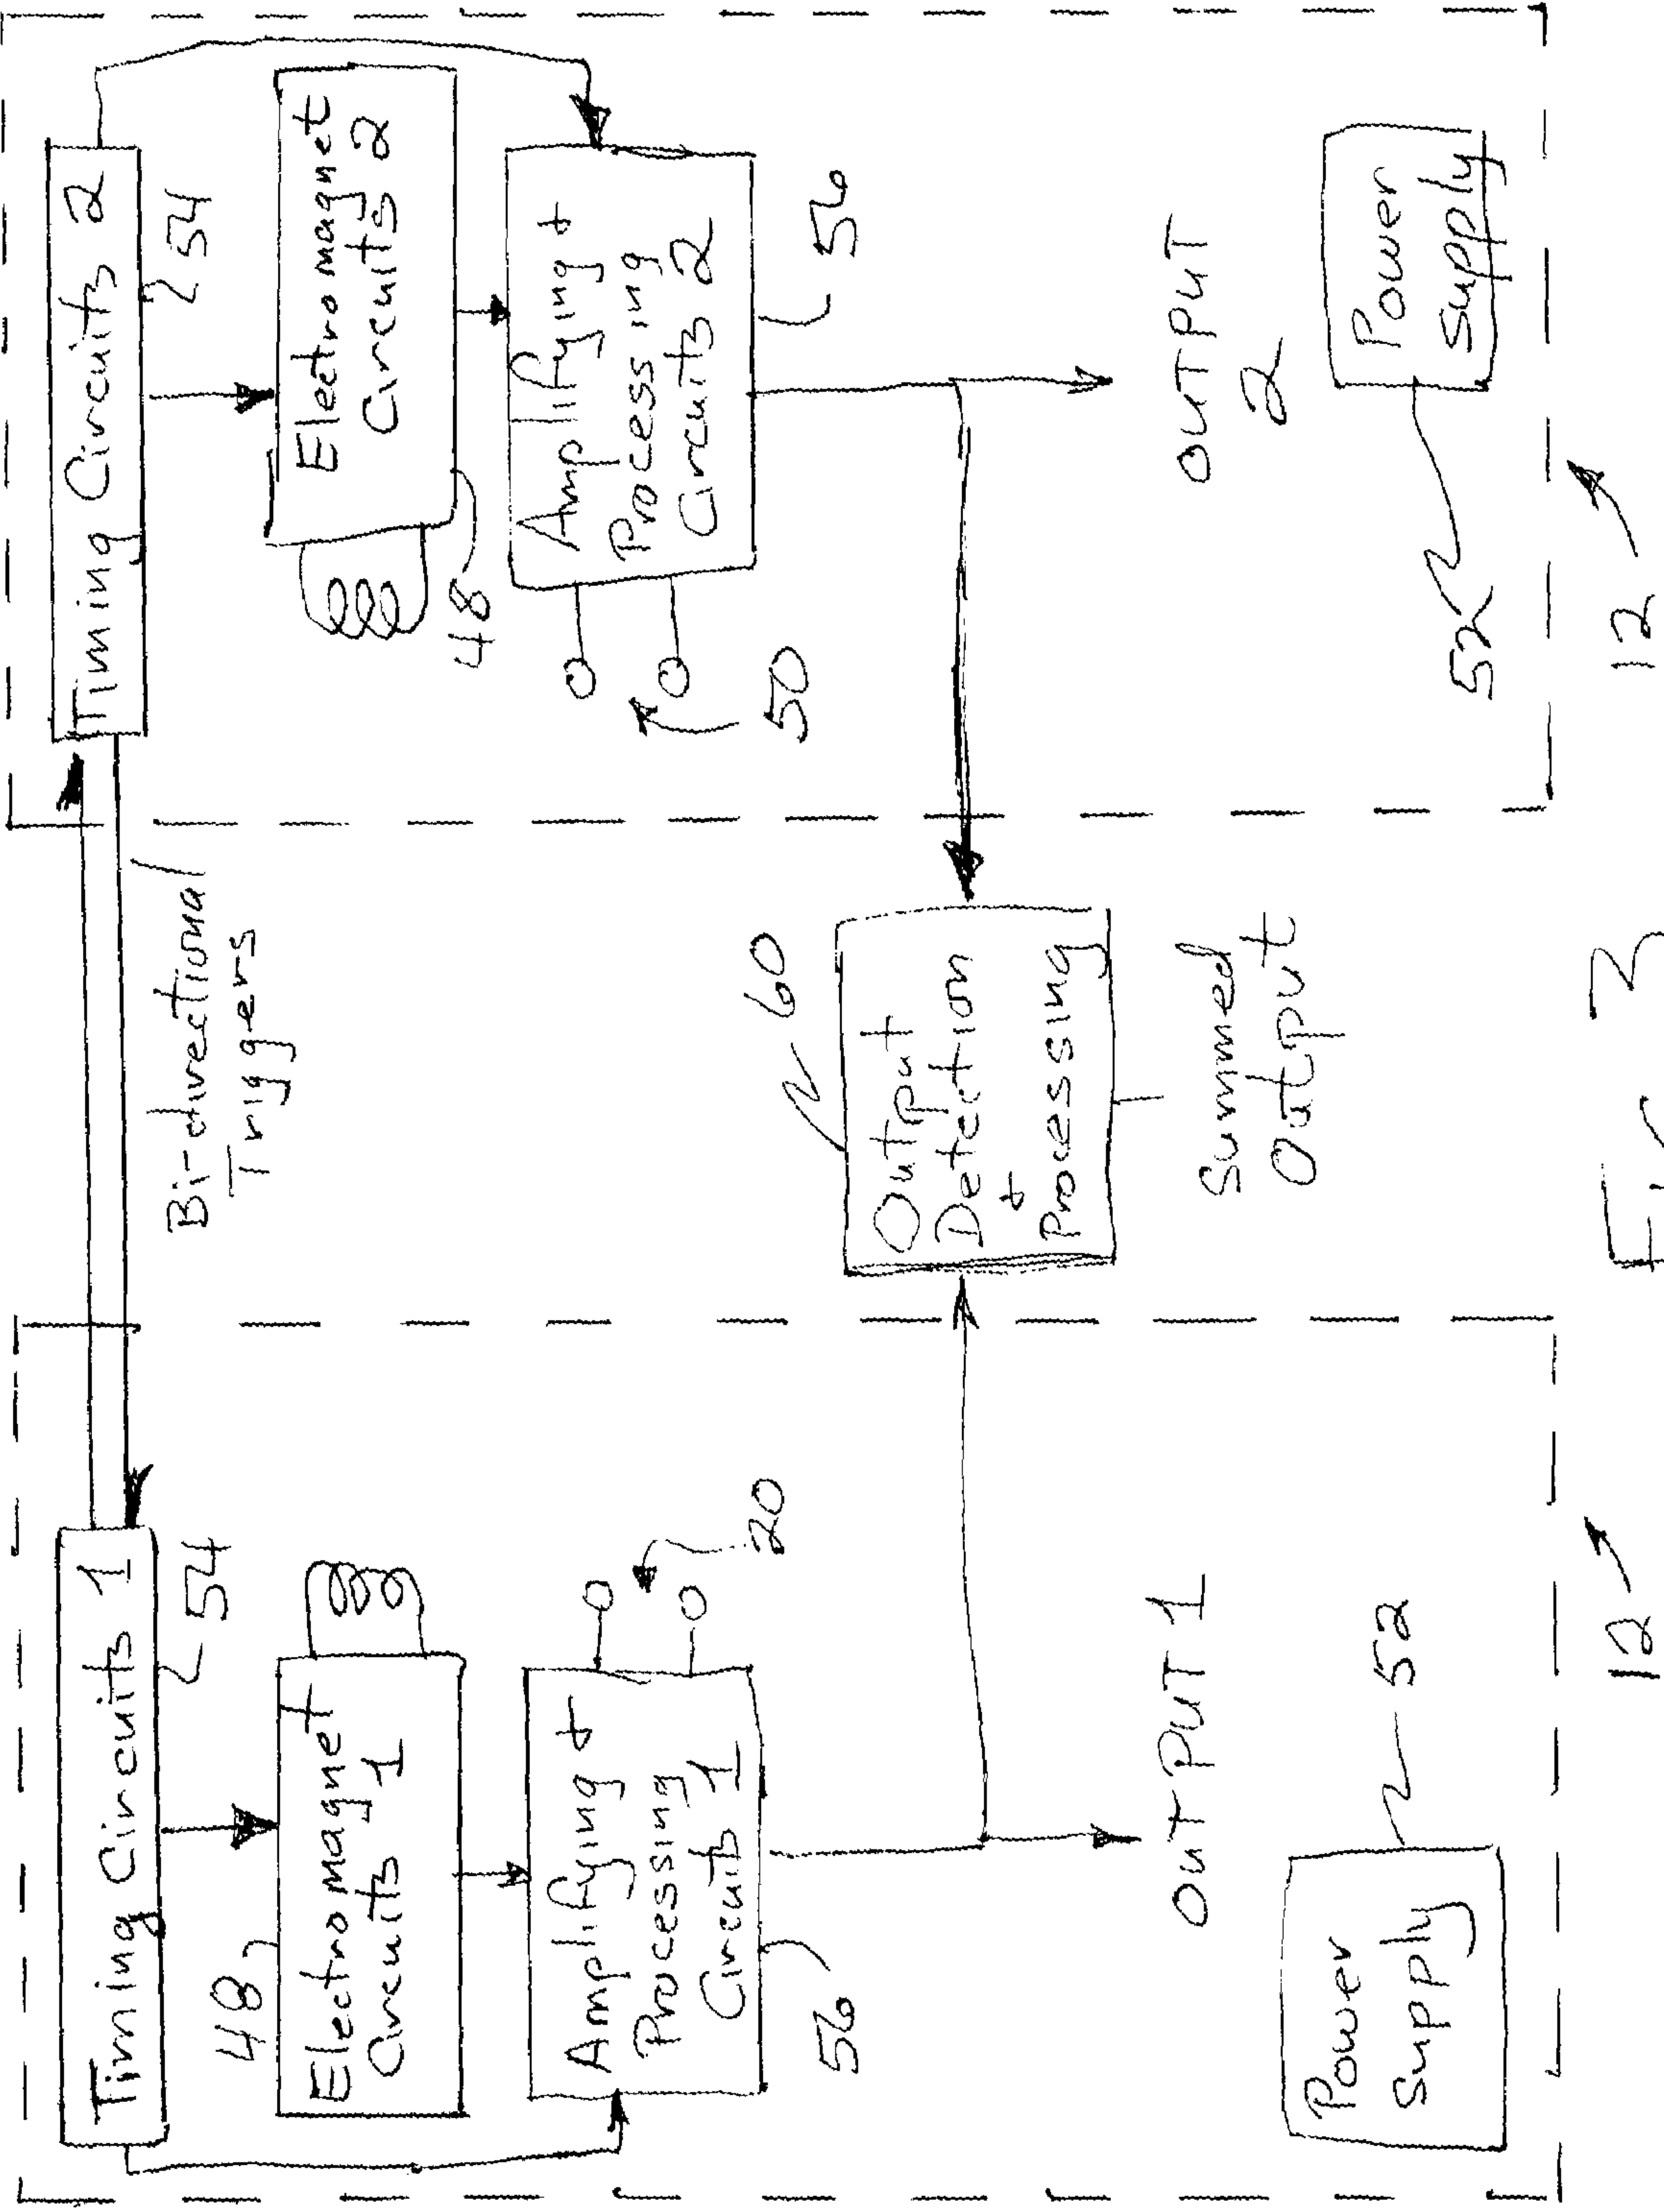 Timing Circuits 1
54
48
Electromagnet
Circuits 1
Amplifying +
Processing
Circuits 1
20
56
OUTPUT 1
Power
Supply
52
12
Bi-directional
Triggers
60
Output
Detection
+
Processing
Summed
Output
Timing Circuits 2
54
Electromagnet
Circuits 2
48
Amplifying +
Processing
Circuits 2
50
56
OUTPUT
2
Power
Supply
52
12